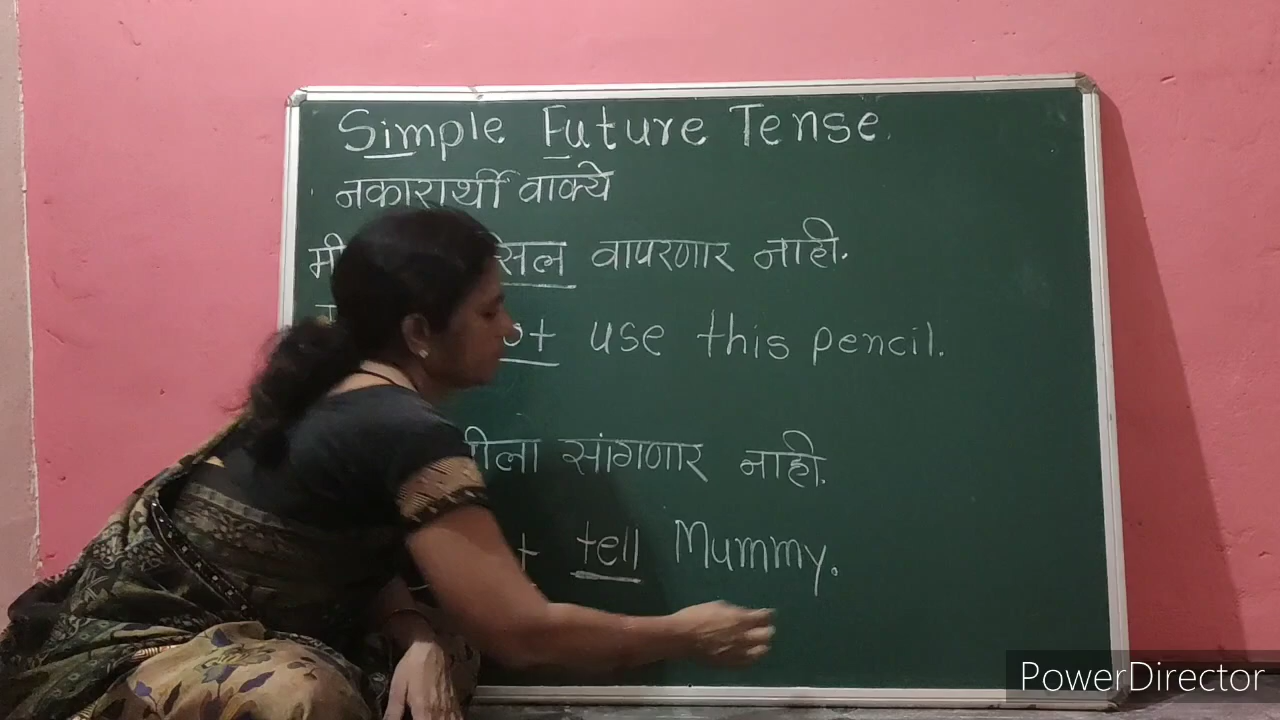 Simple Future Tense.
नकारार्थी वाक्ये
मी वापरणार नाही.
use this pencil.
सांगणार नाही.
tell Mummy.
PowerDirector